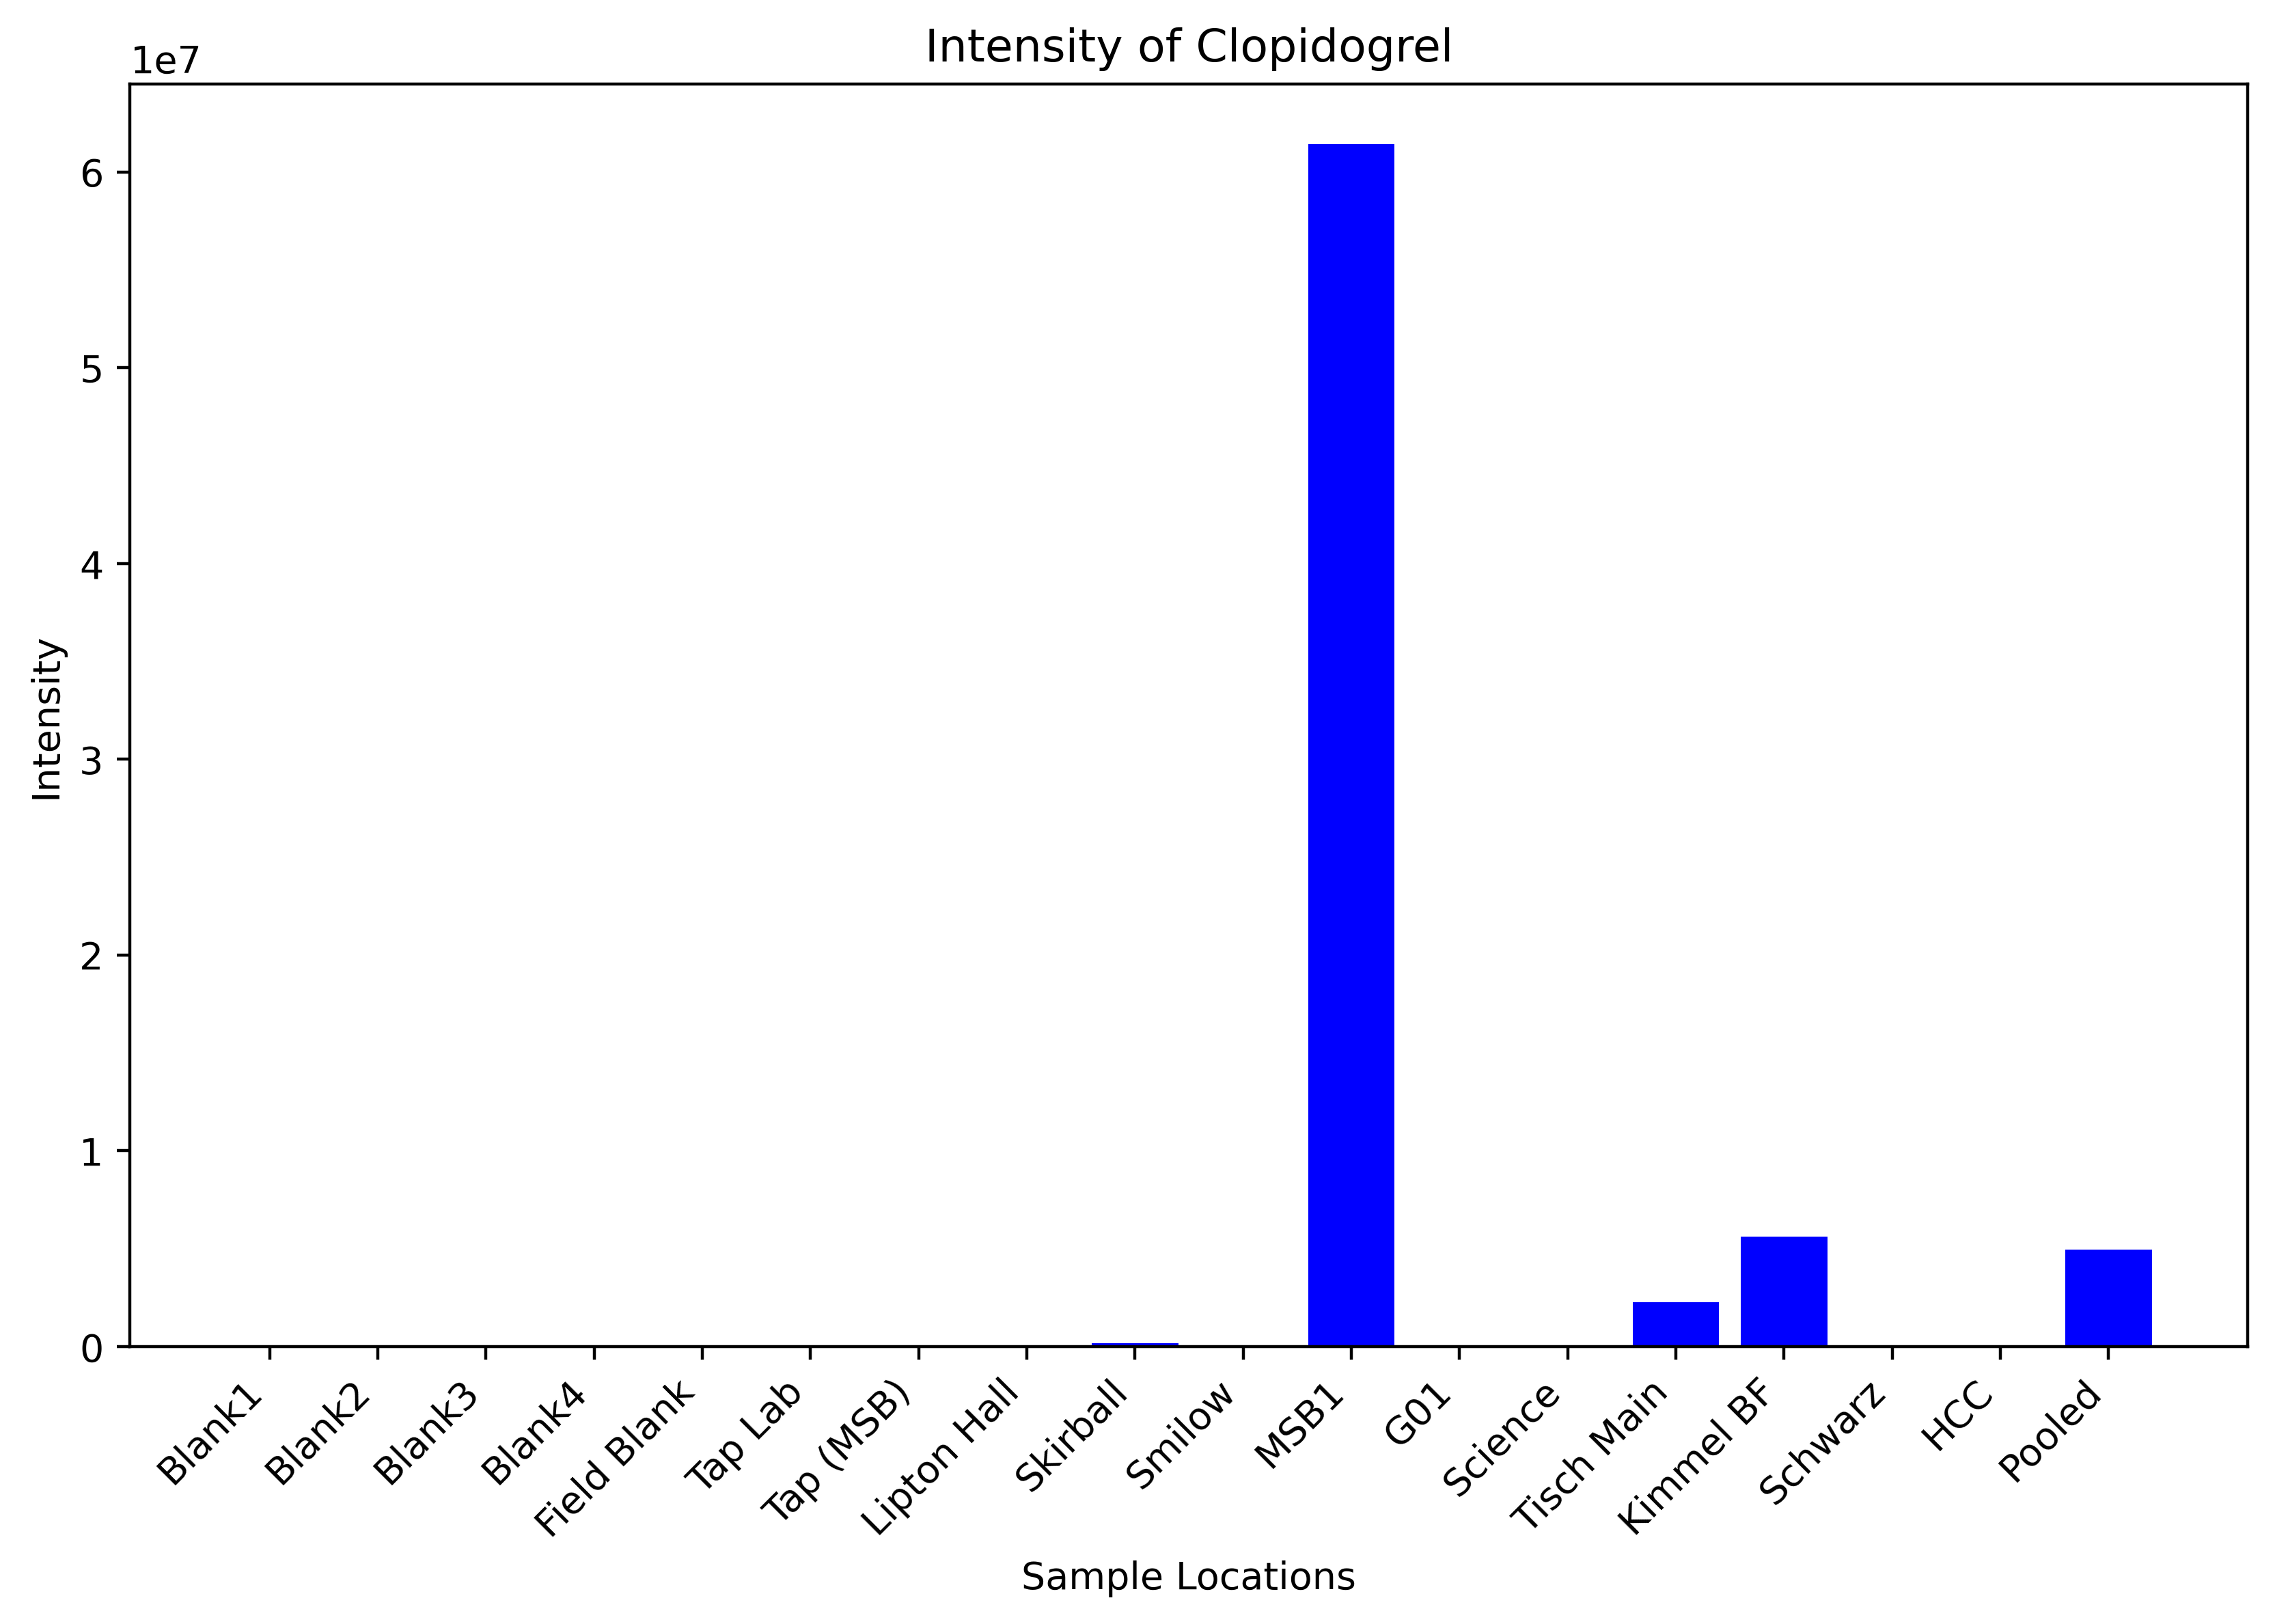 Intensity of Clopidogrel
1e7
6
5
4
3
2
1
0
Intensity
Blank1
Blank2
Blank3
Blank4
Field Blank
Tap Lab
Tap (MSB)
Lipton Hall
Skirball
Smilow
MSB1
G01
Science
Tisch Main
Kimmel BF
Schwarz
HCC
Pooled
Sample Locations